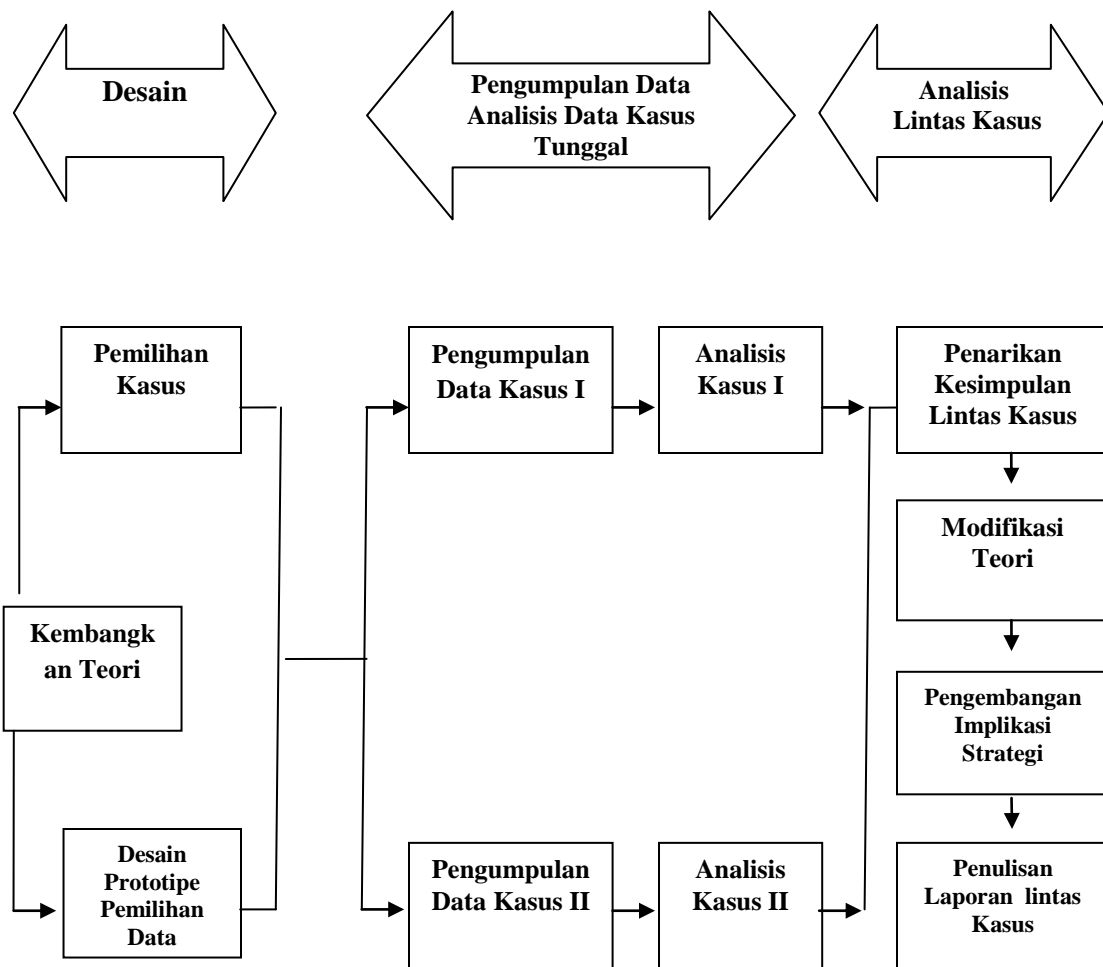 Desain
Pengumpulan Data
Analisis Data Kasus
Tunggal
Analisis
Lintas Kasus
Pemilihan
Kasus
Pengumpulan
Data Kasus I
Analisis
Kasus I
Penarikan
Kesimpulan
Lintas Kasus
Modifikasi
Teori
Kembangk
an Teori
Pengembangan
Implikasi
Strategi
Desain
Prototipe
Pemilihan
Data
Pengumpulan
Data Kasus II
Analisis
Kasus II
Penulisan
Laporan lintas
Kasus